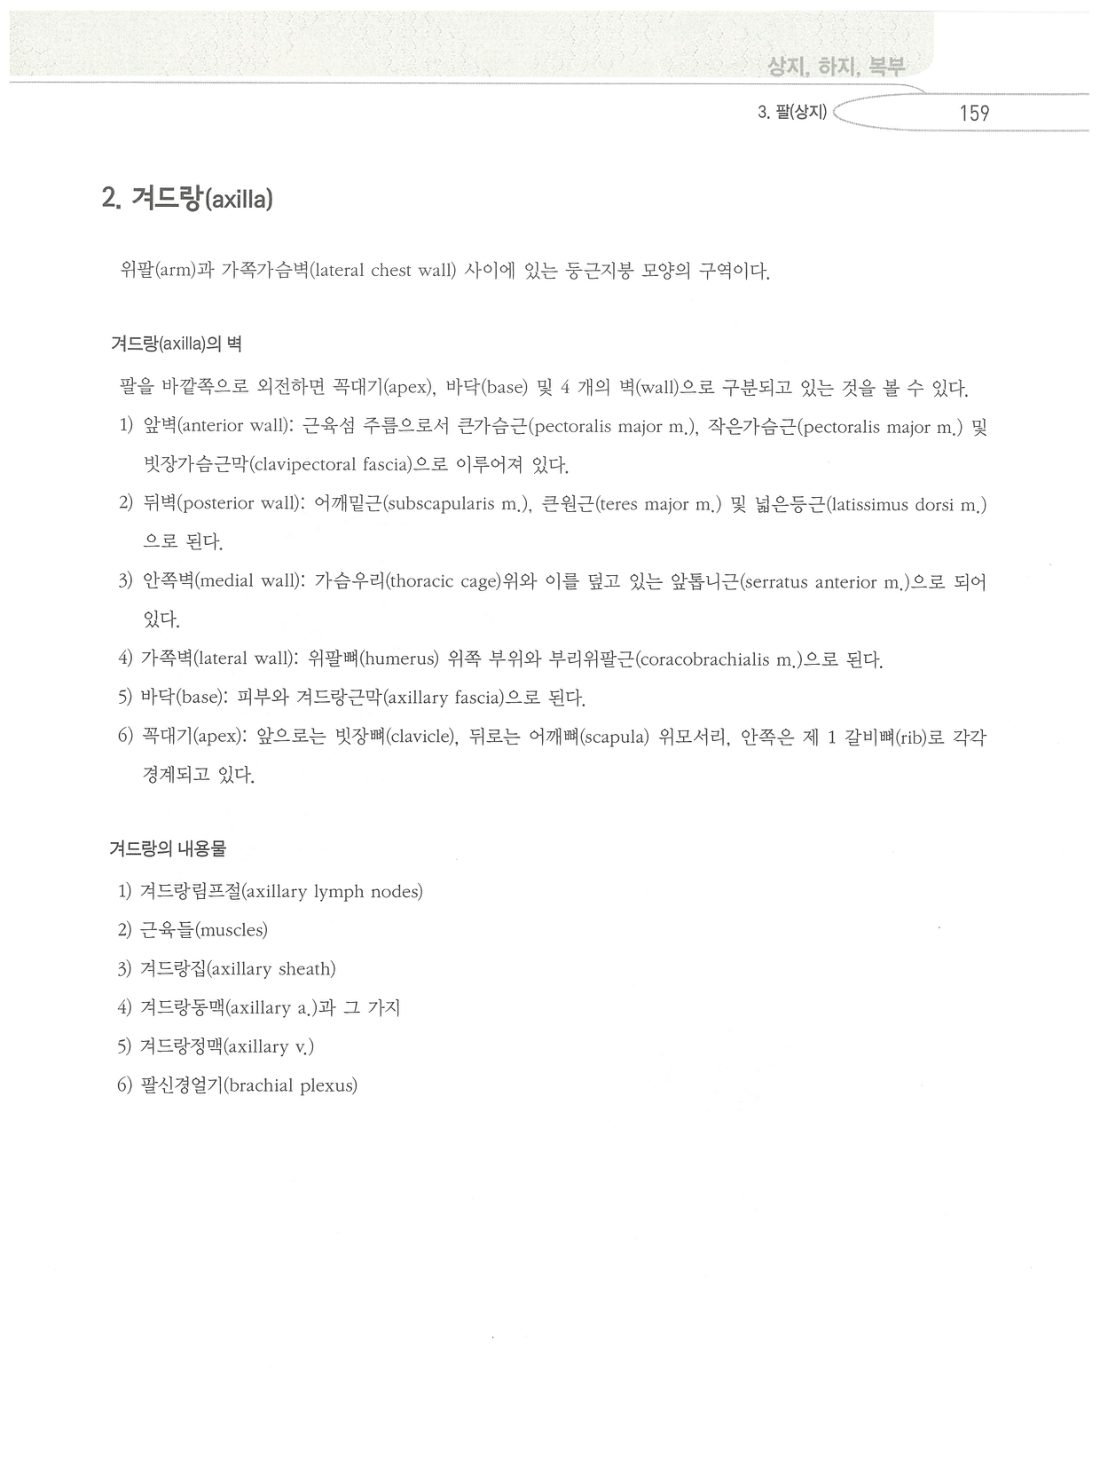 상지, 하지, 복부
3. 팔(상지)
159
2. 겨드랑(axilla)
위팔(arm)과 가쪽가슴벽(lateral chest wall) 사이에 있는 둥근지붕 모양의 구역이다.
겨드랑(axilla)의 벽
팔을 바깥쪽으로 외전하면 꼭대기(apex), 바닥(base) 및 4 개의 벽(wall)으로 구분되고 있는 것을 볼 수 있다.
1) 앞벽(anterior wall): 근육섬 주름으로서 큰가슴근(pectoralis major m.), 작은가슴근(pectoralis major m.) 및
빗장가슴근막(clavipectoral fascia)으로 이루어져 있다.
2) 뒤벽(posterior wall): 어깨밑근(subscapularis m.), 큰원근(teres major m.) 및 넓은등근(latissimus dorsi m.)
으로 된다.
3) 안쪽벽(medial wall): 가슴우리(thoracic cage)위와 이를 덮고 있는 앞톱니근(serratus anterior m.)으로 되어
있다.
4) 가쪽벽(lateral wall): 위팔뼈(humerus) 위쪽 부위와 부리위팔근(coracobrachialis m.)으로 된다.
5) 바닥(base): 피부와 겨드랑근막(axillary fascia)으로 된다.
6) 꼭대기(apex): 앞으로는 빗장뼈(clavicle), 뒤로는 어깨뼈(scapula) 위모서리, 안쪽은 제 1 갈비뼈(rib)로 각각
경계되고 있다.
겨드랑의 내용물
1) 겨드랑림프절(axillary lymph nodes)
2) 근육들(muscles)
3) 겨드랑집(axillary sheath)
4) 겨드랑동맥(axillary a.)과 그 가지
5) 겨드랑정맥(axillary v.)
6) 팔신경얼기(brachial plexus)